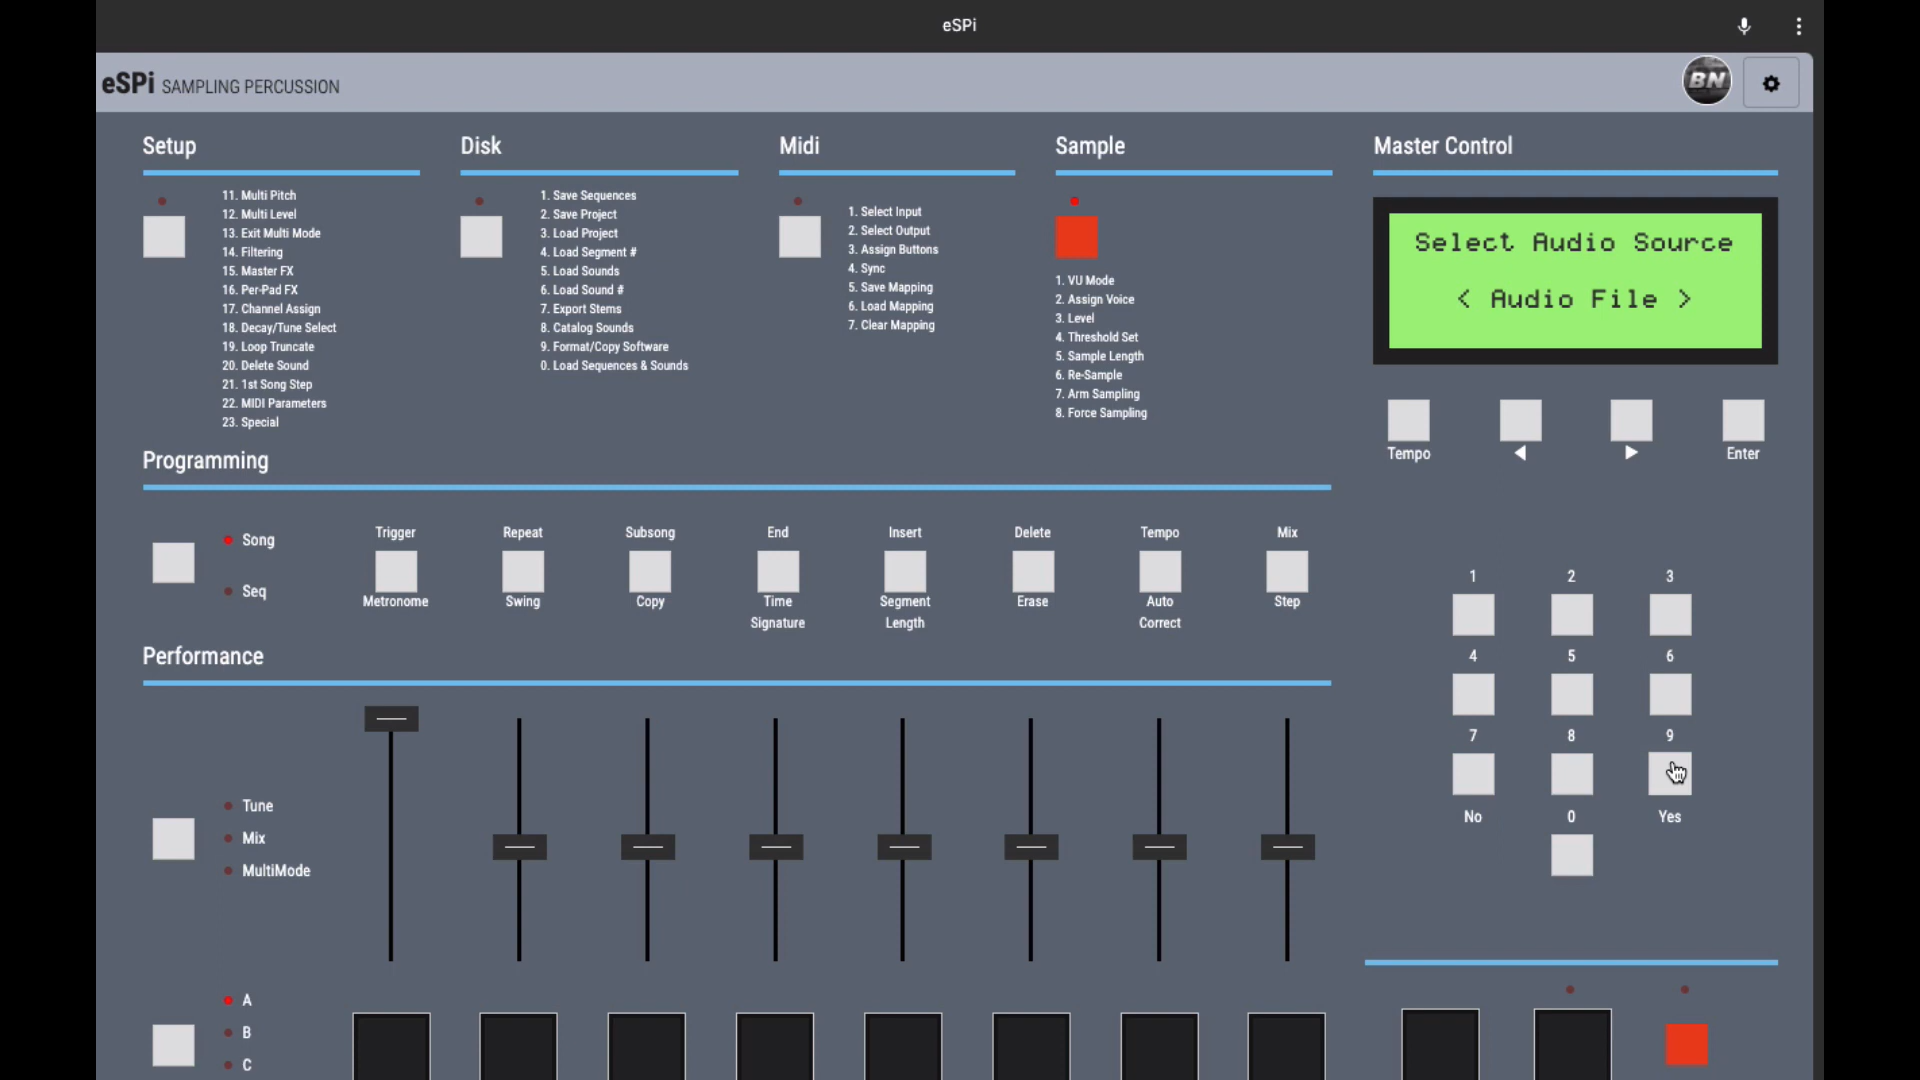 eSPi
eSPi SAMPLING PERCUSSION
BN
Setup
11. Multi Pitch
12. Multi Level
13. Exit Multi Mode
14. Filtering
15. Master FX
16. Per-Pad FX
17. Channel Assign
18. Decay/Tune Select
19. Loop Truncate
20. Delete Sound
21. 1st Song Step
22. MIDI Parameters
23. Special
Disk
1. Save Sequences
2. Save Project
3. Load Project
4. Load Segment #
5. Load Sounds
6. Load Sound #
7. Export Stems
8. Catalog Sounds
9. Format/Copy Software
0. Load Sequences & Sounds
Midi
1. Select Input
2. Select Output
3. Assign Buttons
4. Sync
5. Save Mapping
6. Load Mapping
7. Clear Mapping
Sample
1. VU Mode
2. Assign Voice
3. Level
4. Threshold Set
5. Sample Length
6. Re-Sample
7. Arm Sampling
8. Force Sampling
Master Control
Select Audio Source
< Audio File >
Tempo
Enter
Programming
Song
Seq
Trigger
Metronome
Repeat
Swing
Subsong
Copy
End
Time
Signature
Insert
Segment
Length
Delete
Erase
Tempo
Auto
Correct
Mix
Step
1 2 3
4 5 6
7 8 9
No 0 Yes
Performance
Tune
Mix
MultiMode
A
B
C